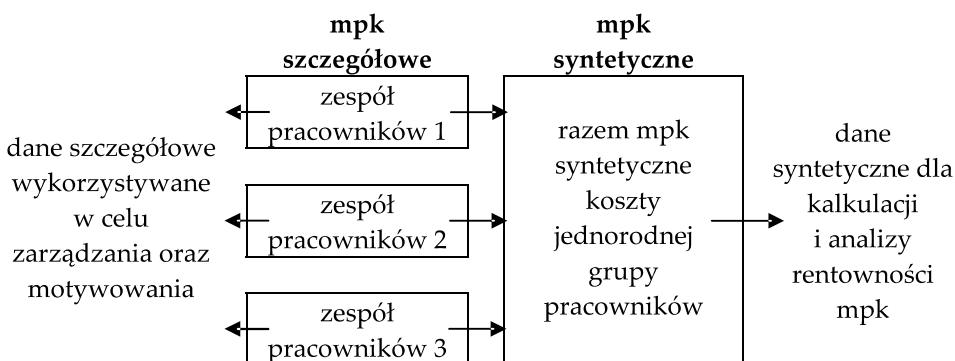 mpk
szczegółowe
mpk
syntetyczne
dane szczegółowe
wykorzystywane
w celu
zarządzania oraz
motywowania
zespół
pracowników 1
zespół
pracowników 2
zespół
pracowników 3
razem mpk
syntetyczne
koszty
jednorodnej
grupy
pracowników
dane
syntetyczne dla
kalkulacji
i analizy
rentowności
mpk